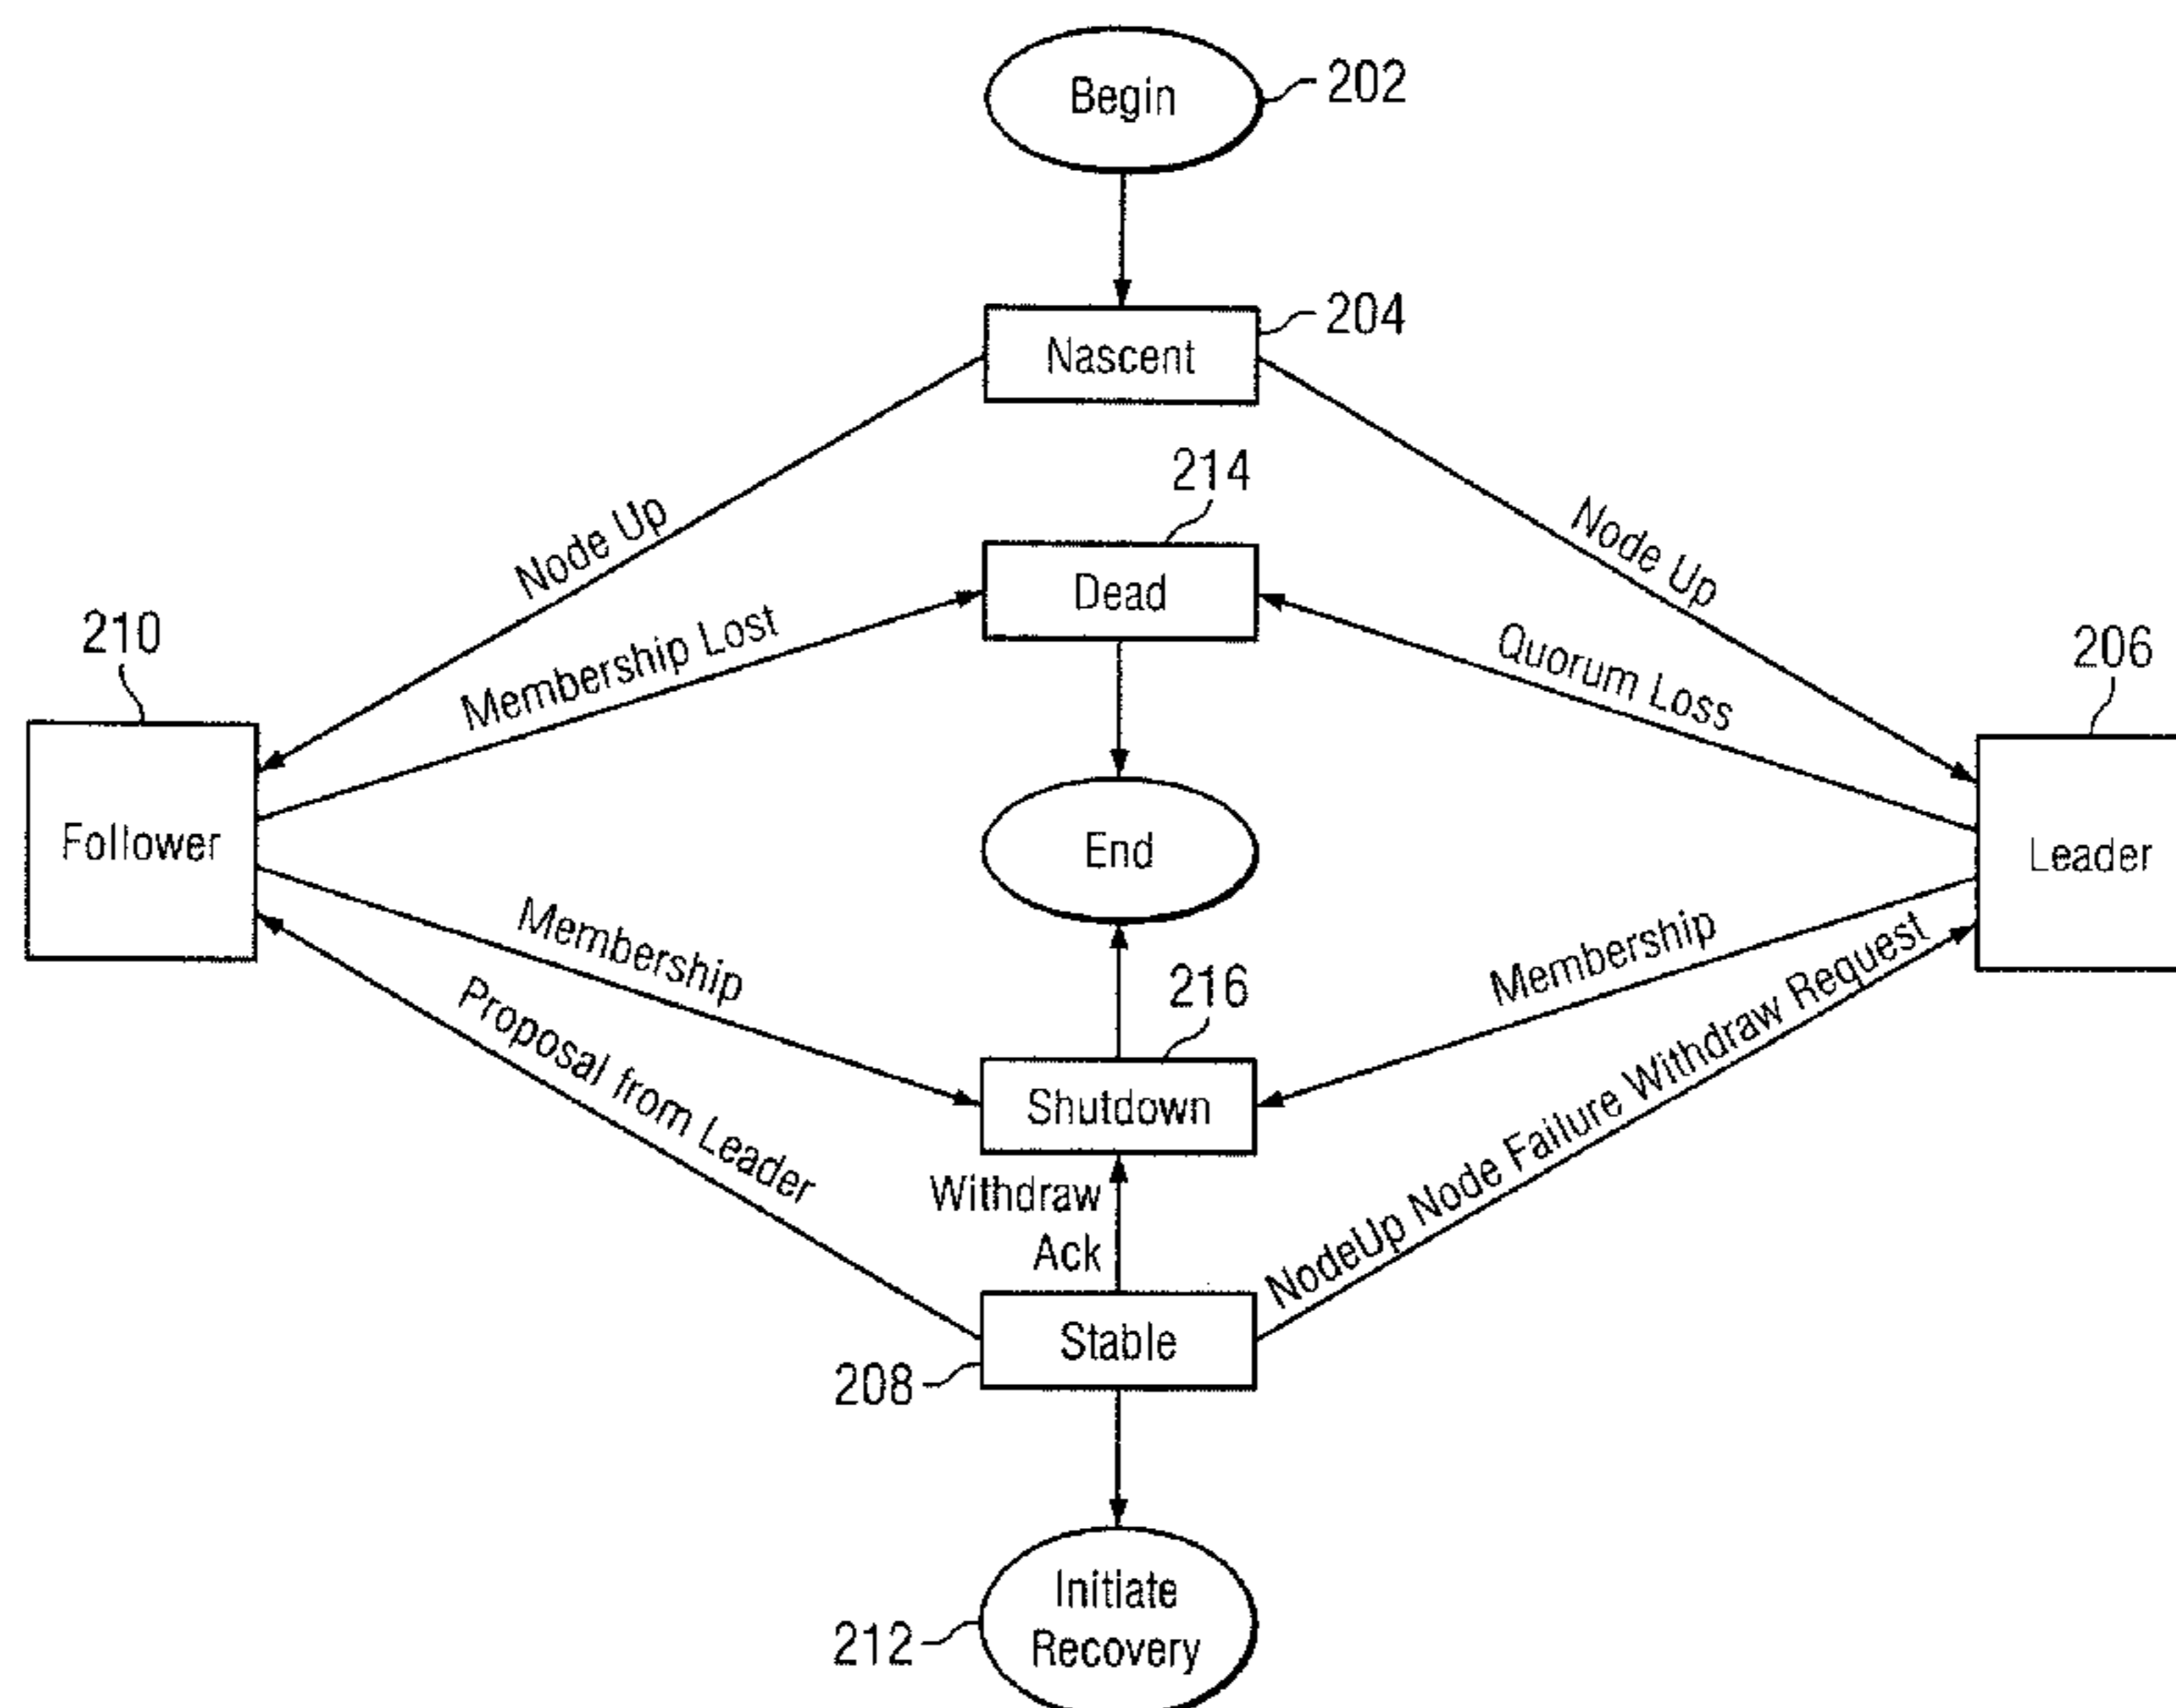 Begin
202
Nascent
204
Node Up
Node Up
214
Dead
Membership Lost
Quorum Loss
210
206
Follower
End
Leader
Membership
Membership
216
Proposal from Leader
Shutdown
NodeUp Node Failure Withdraw Request
Withdraw
Ack
Stable
208
Initiate
Recovery
212